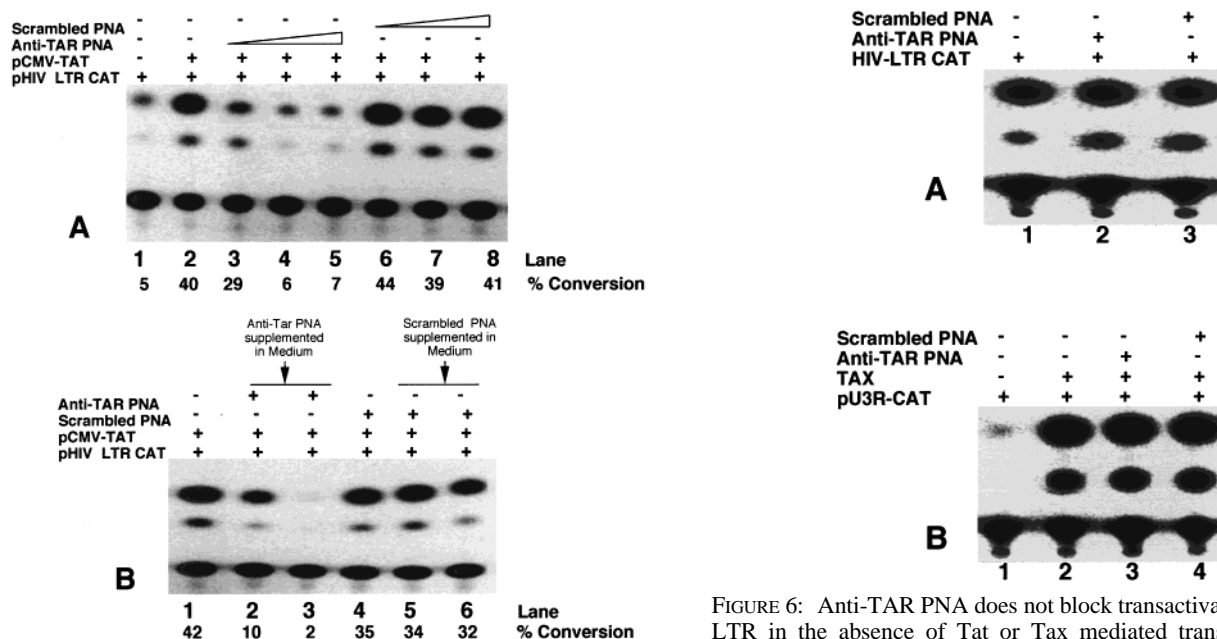 Scrambled PNA - - - - -
Anti-TAR PNA - - - - -
pCMV-TAT - + + + + + + +
pHIV LTR CAT + + + + + + + +
A
1 2 3 4 5 6 7 8 Lane
5 40 29 6 7 44 39 41 % Conversion
Anti-Tar PNA
supplemented
in Medium
Scrambled PNA
supplemented in
Medium
Anti-TAR PNA - + + - - -
Scrambled PNA - - - + + +
pCMV-TAT + + + + + +
pHIV LTR CAT + + + + + +
B
1 2 3 4 5 6 Lane
42 10 2 35 34 32 % Conversion
Scrambled PNA - - +
Anti-TAR PNA - + -
HIV-LTR CAT + + +
A
1 2 3
Scrambled PNA - - - +
Anti-TAR PNA - - + -
TAX - + + +
pU3R-CAT + + + +
B
1 2 3 4
FIGURE 6: Anti-TAR PNA does not block transactiva
LTR in the absence of Tat or Tax mediated tran